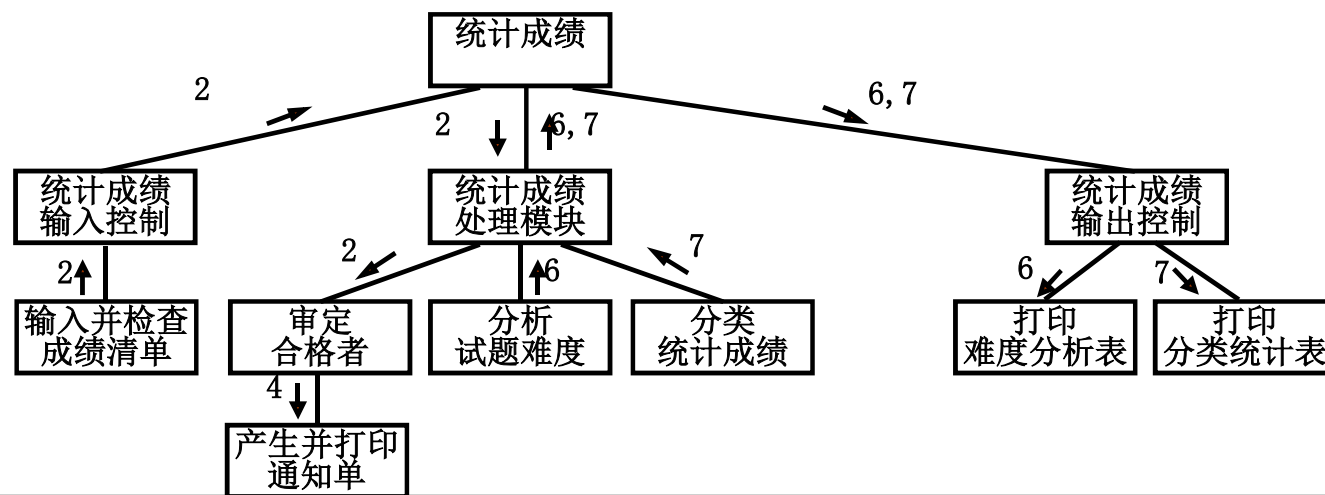 统计成绩
2
2
6,7
6,7
统计成绩
输入控制
统计成绩
处理模块
统计成绩
输出控制
2
2
6
7
6
7
输入并检查
成绩清单
审定
合格者
分析
试题难度
分类
统计成绩
打印
难度分析表
打印
分类统计表
4
产生并打印
通知单